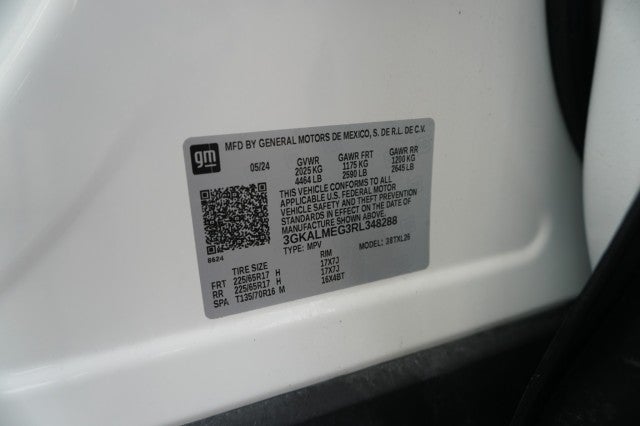 gm
MFD BY GENERAL MOTORS DE MEXICO, S. DE R.L. DE C.V.
05/24 GVWR GAWR FRT GAWR RR
2025 KG 1175 KG 1200 KG
4464 LB 2590 LB 2645 LB
THIS VEHICLE CONFORMS TO ALL
APPLICABLE U.S. FEDERAL MOTOR
VEHICLE SAFETY AND THEFT PREVENTION
STANDARDS IN EFFECT ON THE DATE OF
MANUFACTURE SHOWN ABOVE.
3GKALMEG3RL348288
TYPE: MPV MODEL: 38TXL26
8624
TIRE SIZE RIM
FRT 225/65R17 H 17X7J
RR 225/65R17 H 17X7J
SPA T135/70R16 M 16X4BT